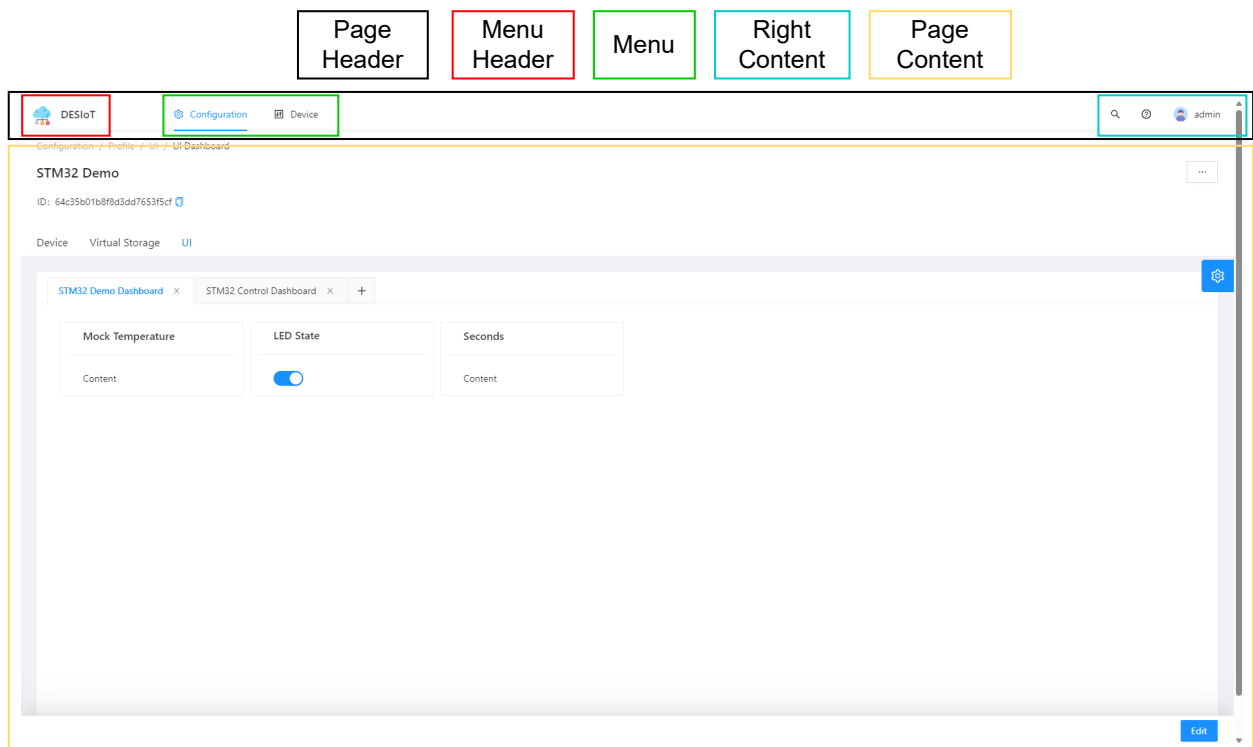 Page Header
Menu Header
Menu
Right Content
Page Content
DESIoT
Configuration
Device
admin
Configuration / Profile / UI / UI Dashboard
STM32 Demo
...
ID: 64c35b01b8f8d3dd7653f5cf
Device Virtual Storage UI
STM32 Demo Dashboard × STM32 Control Dashboard × +
Mock Temperature
LED State
Seconds
Content
Content
Edit